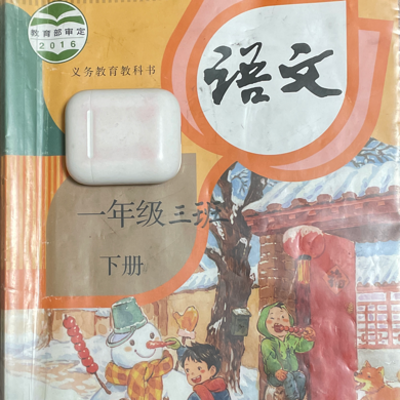 教育部审定
2016
义务教育教科书
语文
一年级三班
下册